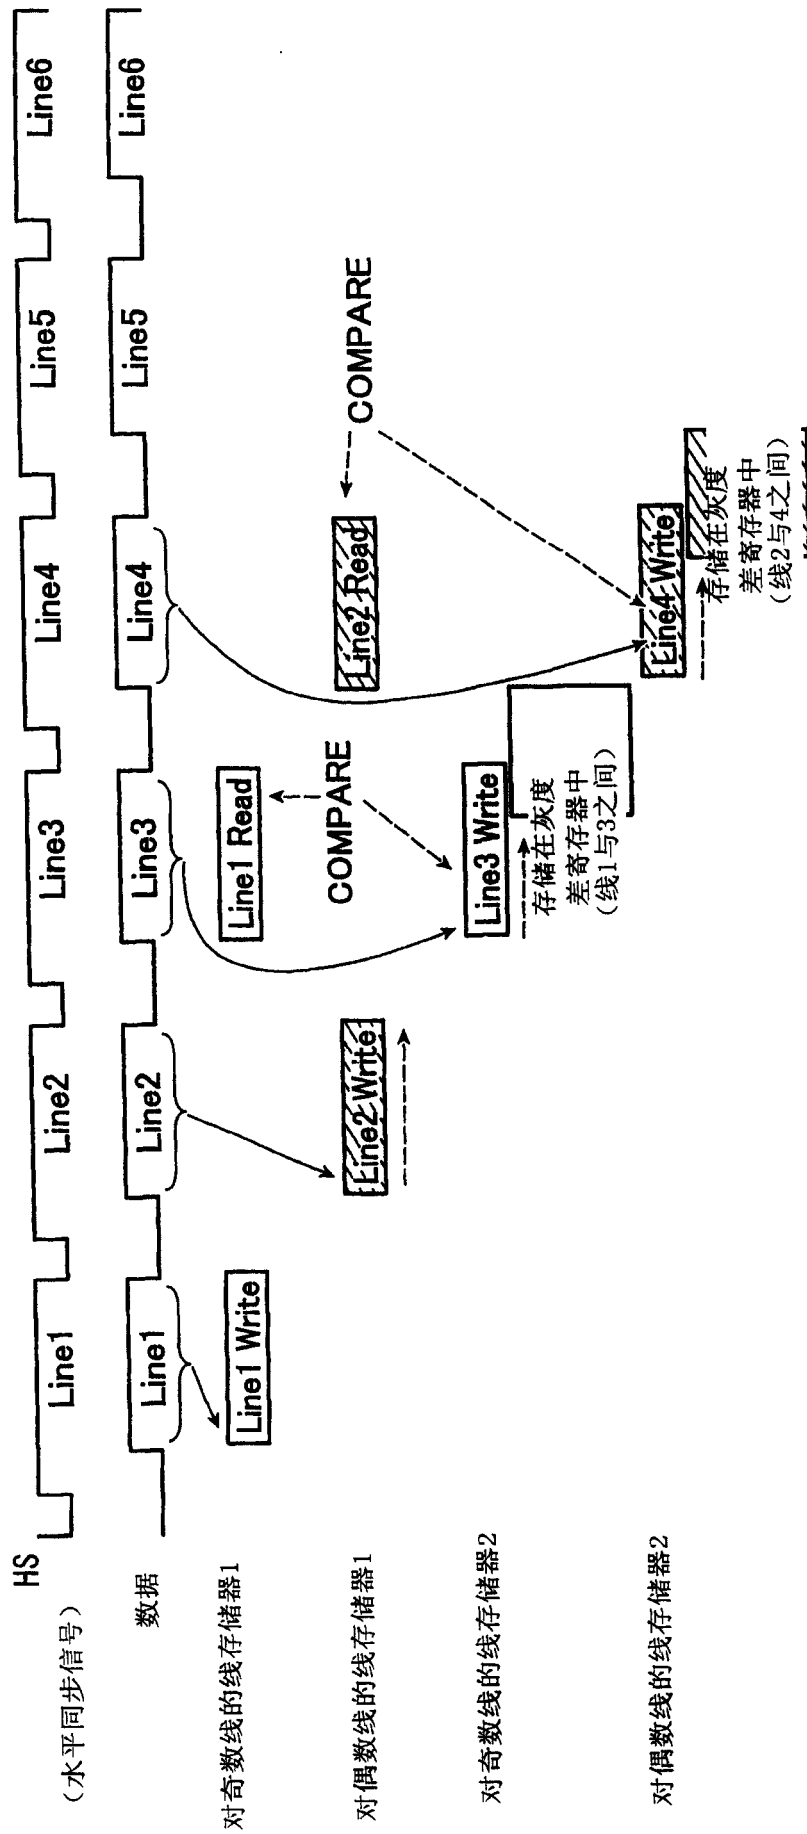 HS
（水平同步信号）
Line1
Line2
Line3
Line4
Line5
Line6
数据
Line1
Line2
Line3
Line4
Line5
Line6
对奇数线的线存储器1
Line1 Write
Line1 Read
对偶数线的线存储器1
Line2 Write
COMPARE
Line2 Read
COMPARE
对奇数线的线存储器2
Line3 Write
存储在灰度
差寄存器中
（线1与3之间）
对偶数线的线存储器2
Line4 Write
存储在灰度
差寄存器中
（线2与4之间）